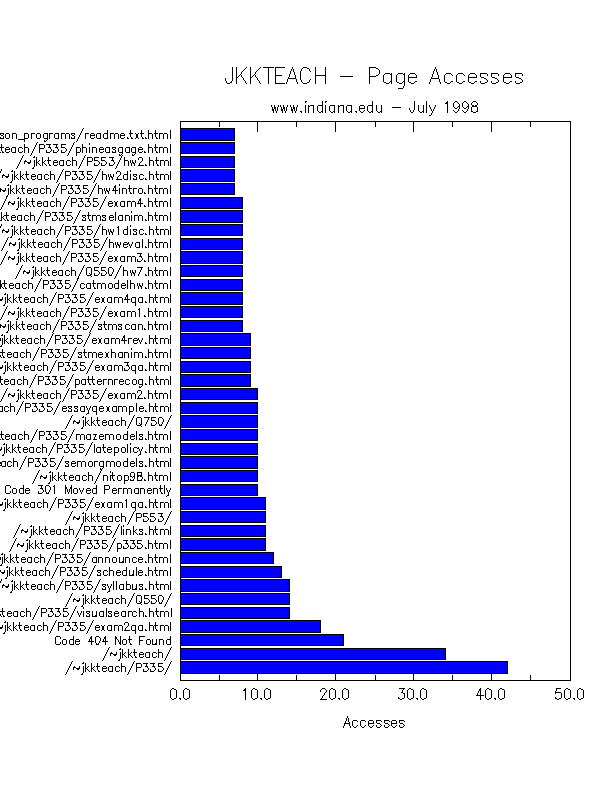 JKKTEACH – Page Accesses
www.indiana.edu – July 1998
son_programs/readme.txt.html
teach/P335/phineasgage.html
/~jkkteach/P553/hw2.html
/~jkkteach/P335/hw2disc.html
~jkkteach/P335/hw4intro.html
/~jkkteach/P335/exam4.html
kteach/P335/stmselanim.html
/~jkkteach/P335/hw1disc.html
/~jkkteach/P335/hweval.html
/~jkkteach/P335/exam3.html
/~jkkteach/Q550/hw7.html
kteach/P335/catmodelhw.html
~jkkteach/P335/exam4qa.html
/~jkkteach/P335/exam1.html
~jkkteach/P335/stmscan.html
jkkteach/P335/exam4rev.html
kteach/P335/stmexhanim.html
~jkkteach/P335/exam3qa.html
teach/P335/patternrecog.html
/~jkkteach/P335/exam2.html
ach/P335/essayqexample.html
/~jkkteach/Q750/
kteach/P335/mazemodels.html
~jkkteach/P335/latepolicy.html
ach/P335/semorgmodels.html
/~jkkteach/nitop98.html
Code 301 Moved Permanently
~jkkteach/P335/exam1qa.html
/~jkkteach/P553/
/~jkkteach/P335/links.html
/~jkkteach/P335/p335.html
jkkteach/P335/announce.html
~jkkteach/P335/schedule.html
/~jkkteach/P335/syllabus.html
/~jkkteach/Q550/
kteach/P335/visualsearch.html
~jkkteach/P335/exam2qa.html
Code 404 Not Found
/~jkkteach/
/~jkkteach/P335/
0.0 10.0 20.0 30.0 40.0 50.0
Accesses